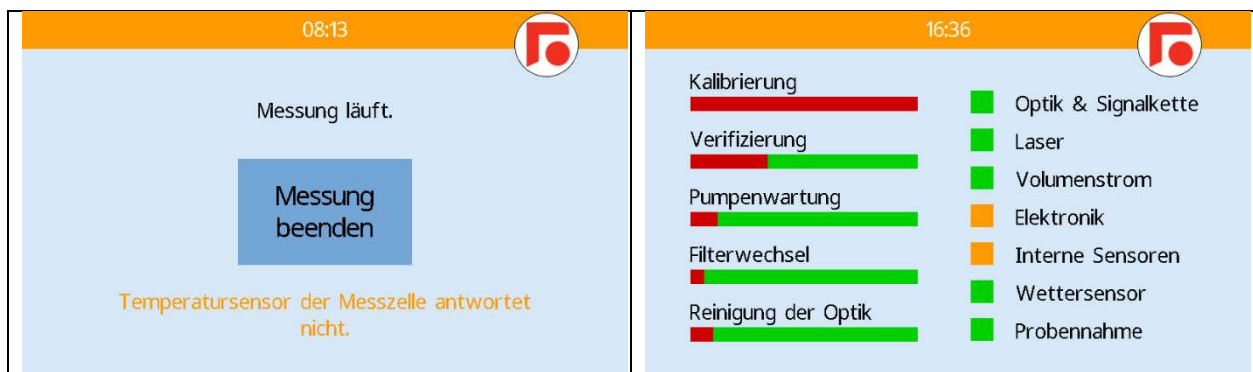 08:13
Messung läuft.
Messung
beenden
Temperatursensor der Messzelle antwortet
nicht.
16:36
Kalibrierung
Verifizierung
Pumpenwartung
Filterwechsel
Reinigung der Optik
Optik & Signalkette
Laser
Volumenstrom
Elektronik
Interne Sensoren
Wettersensor
Probennahme